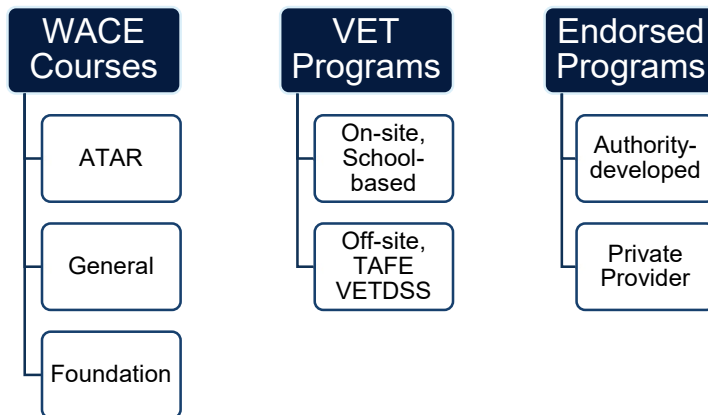 WACE
Courses
ATAR
General
Foundation
VET
Programs
On-site,
School-
based
Off-site,
TAFE
VETDSS
Endorsed
Programs
Authority-
developed
Private
Provider